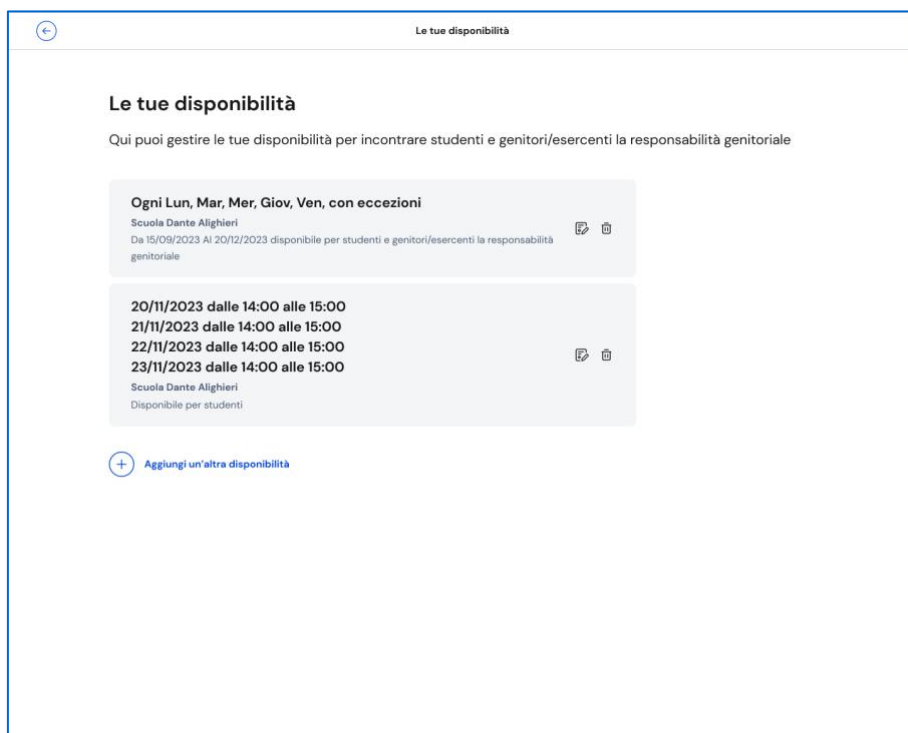 Le tue disponibilità
Le tue disponibilità
Qui puoi gestire le tue disponibilità per incontrare studenti e genitori/esercenti la responsabilità genitoriale
Ogni Lun, Mar, Mer, Giov, Ven, con eccezioni
Scuola Dante Alighieri
Da 15/09/2023 Al 20/12/2023 disponibile per studenti e genitori/esercenti la responsabilità
genitoriale
20/11/2023 dalle 14:00 alle 15:00
21/11/2023 dalle 14:00 alle 15:00
22/11/2023 dalle 14:00 alle 15:00
23/11/2023 dalle 14:00 alle 15:00
Scuola Dante Alighieri
Disponibile per studenti
Aggiungi un'altra disponibilità